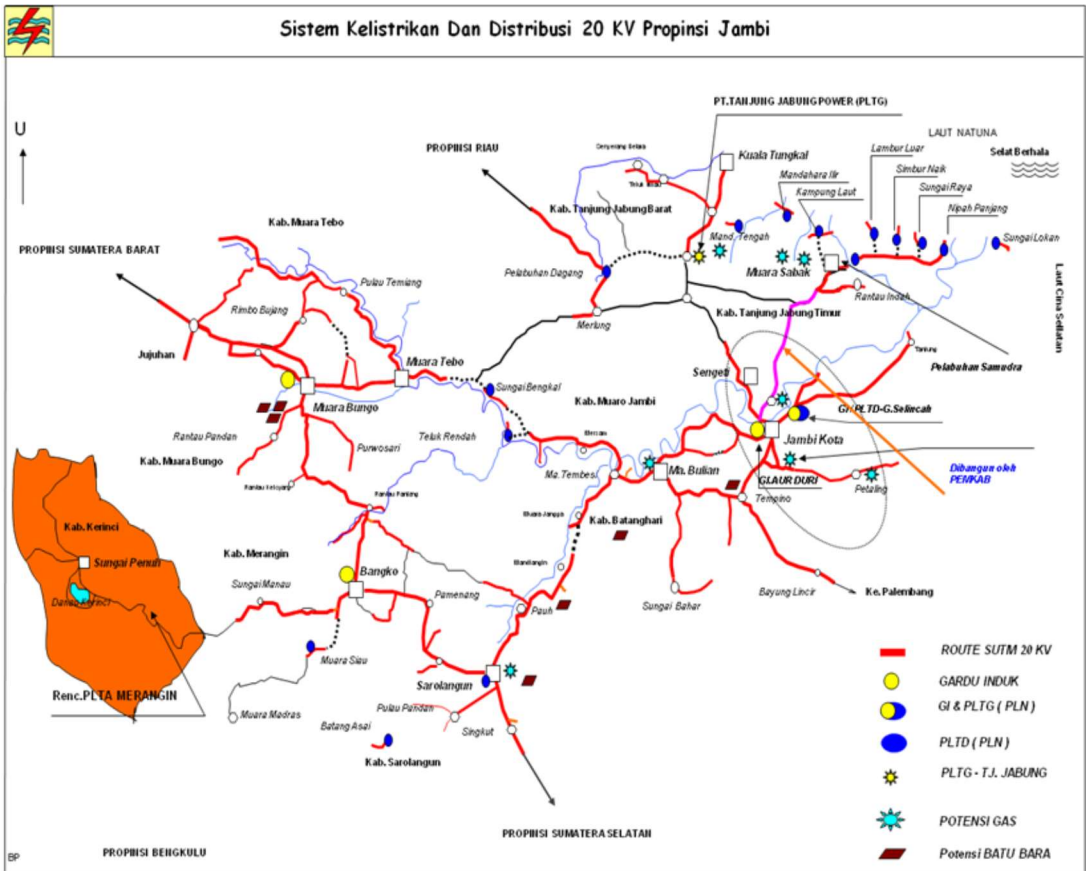 Sistem Kelistrikan Dan Distribusi 20 KV Propinsi Jambi
PT.TANJUNG JABUNG POWER (PLTG)
U
LAUT NATUNA
Selat Berhala
PROPINSI RIAU
Kuala Tungkal
Lambur Luar
Simbur Naik
Mandahara Ilir
Kampung Laut
Sungai Raya
Nipah Panjang
Kab. Tanjung Jabung Barat
Kab. Muara Tebo
Mand. Tengah
Sungai Lokan
PROPINSI SUMATERA BARAT
Pelabuhan Dagang
Muara Sabak
Laut Cina Sellatan
Pulau Temiang
Rantau Indah
Rimbo Bujang
Merlung
Kab. Tanjung Jabung Timur
Jujuhan
Muara Tebo
Tanjung
Pelabuhan Samudra
Sengeti
Sungai Bengkal
Muara Bungo
Kab. Muaro Jambi
GI / PLTD-G.Selincah
Rantau Pandan
Purwosari
Teluk Rendah
Jambi Kota
Kab. Muara Bungo
Ma. Tembesi
Ma. Bulian
GI.AUR DURI
Petaling
Dibangun oleh
PEMKAB
Tempino
Rantau Panjang
Muara Jangga
Kab. Batanghari
Kab. Kerinci
Kab. Merangin
Sungai Penuh
Bangko
Mandiangin
Sungai Manau
Danau Kerinci
Pamenang
Pauh
Sungai Bahar
Bayung Lincir
Ke. Palembang
Muara Siau
Renc.PLTA MERANGIN
Sarolangun
Muara Madras
Pulau Pandan
Batang Asai
Singkut
Kab. Sarolangun
ROUTE SUTM 20 KV
GARDU INDUK
GI & PLTG ( PLN )
PLTD ( PLN )
PLTG - TJ. JABUNG
POTENSI GAS
Potensi BATU BARA
PROPINSI SUMATERA SELATAN
PROPINSI BENGKULU
BP